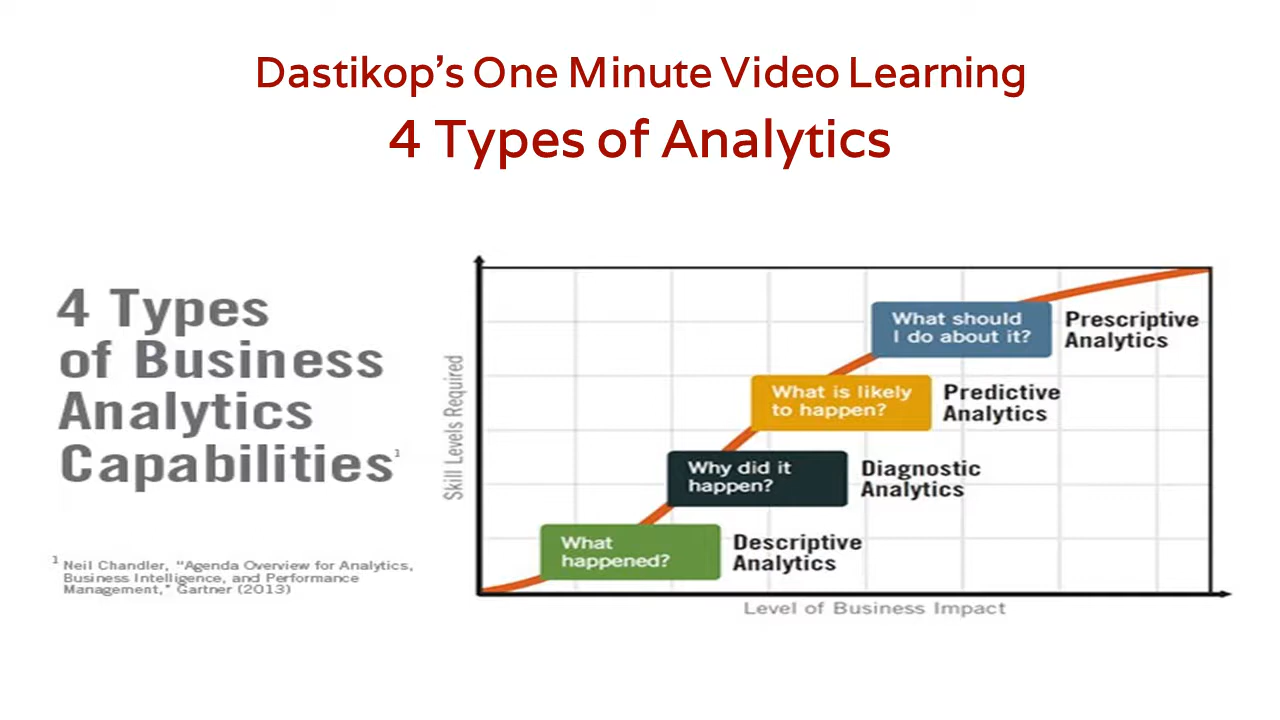 Dastikop's One Minute Video Learning
4 Types of Analytics
4 Types
of Business
Analytics
Capabilities¹
¹ Neil Chandler, "Agenda Overview for Analytics,
Business Intelligence, and Performance
Management," Gartner (2013)
Skill Levels Required
What should
I do about it?
Prescriptive
Analytics
What is likely
to happen?
Predictive
Analytics
Why did it
happen?
Diagnostic
Analytics
What
happened?
Descriptive
Analytics
Level of Business Impact